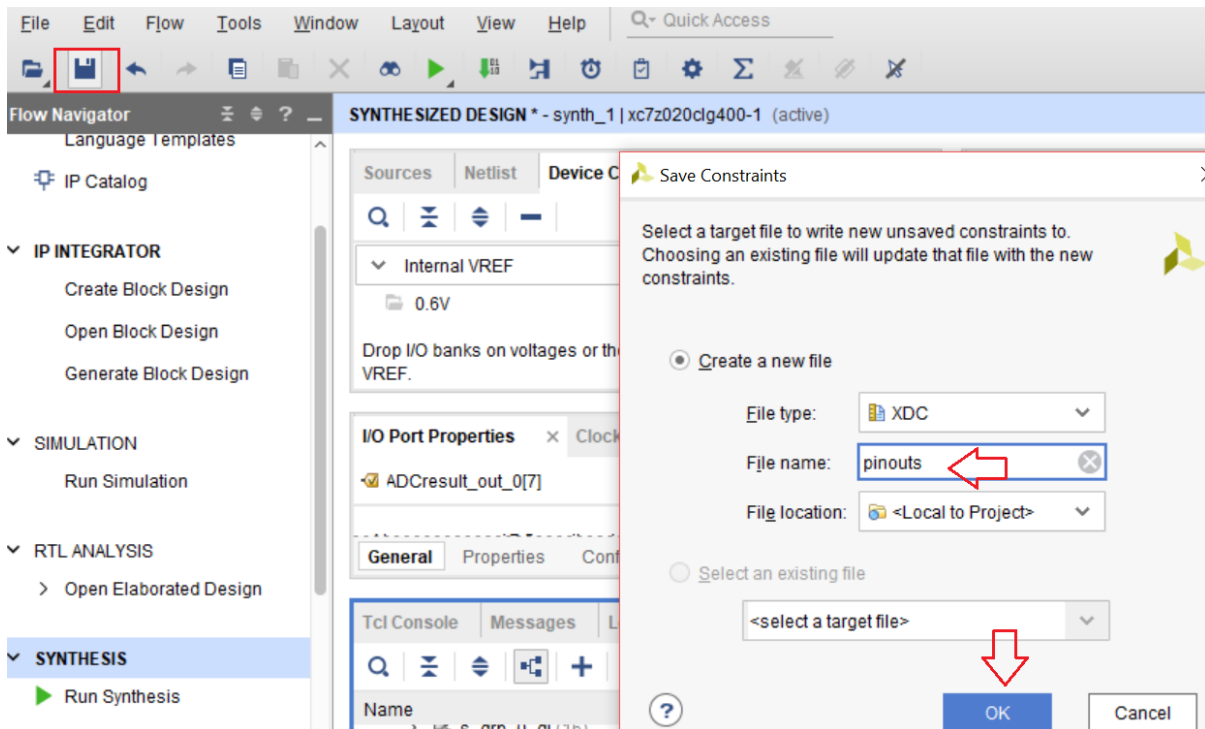 File Edit Flow Tools Window Layout View Help Quick Access
Flow Navigator ?
SYNTHESIZED DESIGN * - synth_1 | xc7z020clg400-1 (active)
Language Templates
IP Catalog
IP INTEGRATOR
Create Block Design
Open Block Design
Generate Block Design
SIMULATION
Run Simulation
RTL ANALYSIS
Open Elaborated Design
SYNTHESIS
Run Synthesis
Sources Netlist Device C
Internal VREF
0.6V
Drop I/O banks on voltages or the
VREF.
I/O Port Properties Clock
ADCresult_out_0[7]
General Properties Conf
Tcl Console Messages L
Name
Save Constraints
Select a target file to write new unsaved constraints to.
Choosing an existing file will update that file with the new
constraints.
Create a new file
File type: XDC
File name: pinouts
File location: <Local to Project>
Select an existing file
<select a target file>
?
OK Cancel